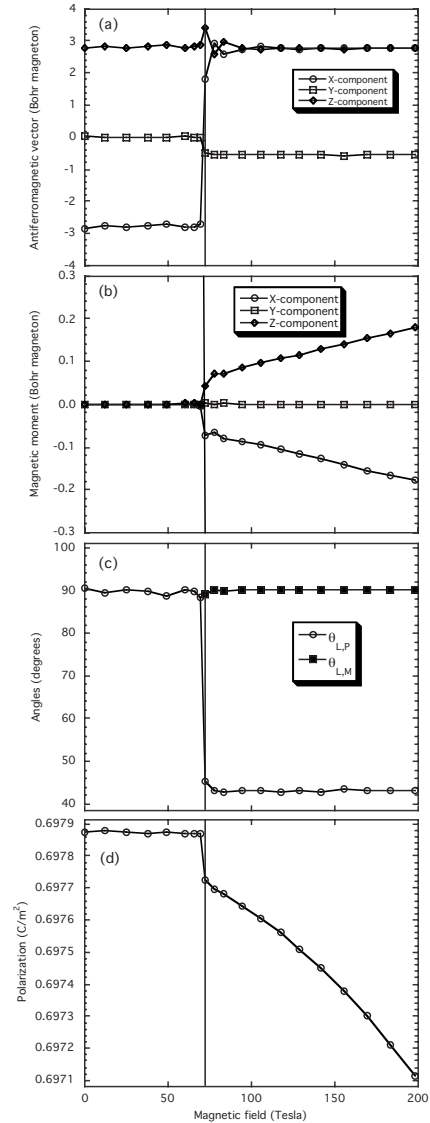 (a)
Antiferromagnetic vector (Bohr magneton)
4
3
2
1
0
-1
-2
-3
-4
X-component
Y-component
Z-component
(b)
Magnetic moment (Bohr magneton)
0.3
0.2
0.1
0.0
-0.1
-0.2
-0.3
X-component
Y-component
Z-component
(c)
Angles (degrees)
100
90
80
70
60
50
40
θL,P
θL,M
(d)
Polarization (C/m²)
0.6979
0.6978
0.6977
0.6976
0.6975
0.6974
0.6973
0.6972
0.6971
0 50 100 150 200
Magnetic field (Tesla)